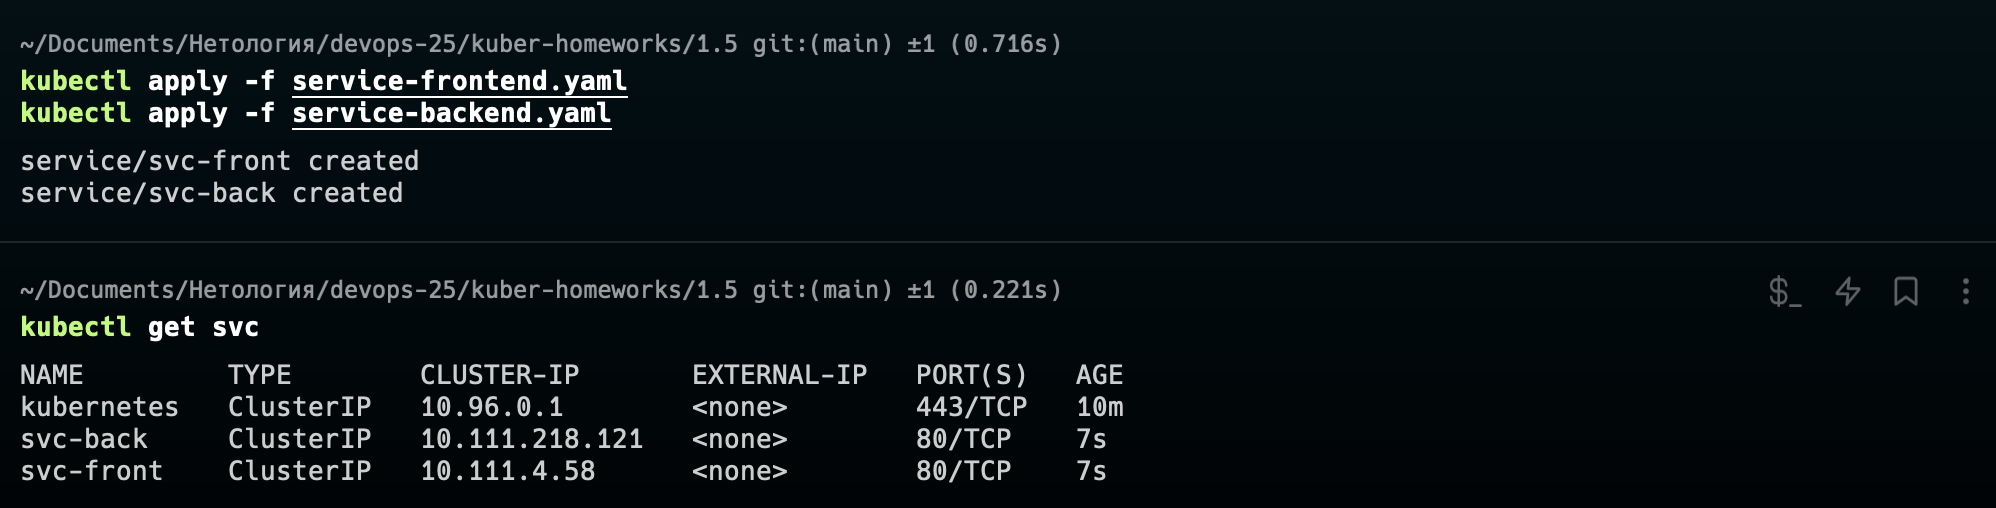 ~/Documents/Нетология/devops-25/kuber-homeworks/1.5 git:(main) ±1 (0.716s)
kubectl apply -f service-frontend.yaml
kubectl apply -f service-backend.yaml
service/svc-front created
service/svc-back created
~/Documents/Нетология/devops-25/kuber-homeworks/1.5 git:(main) ±1 (0.221s)
$_
kubectl get svc
NAME TYPE CLUSTER-IP EXTERNAL-IP PORT(S) AGE
kubernetes ClusterIP 10.96.0.1 <none> 443/TCP 10m
svc-back ClusterIP 10.111.218.121 <none> 80/TCP 7s
svc-front ClusterIP 10.111.4.58 <none> 80/TCP 7s